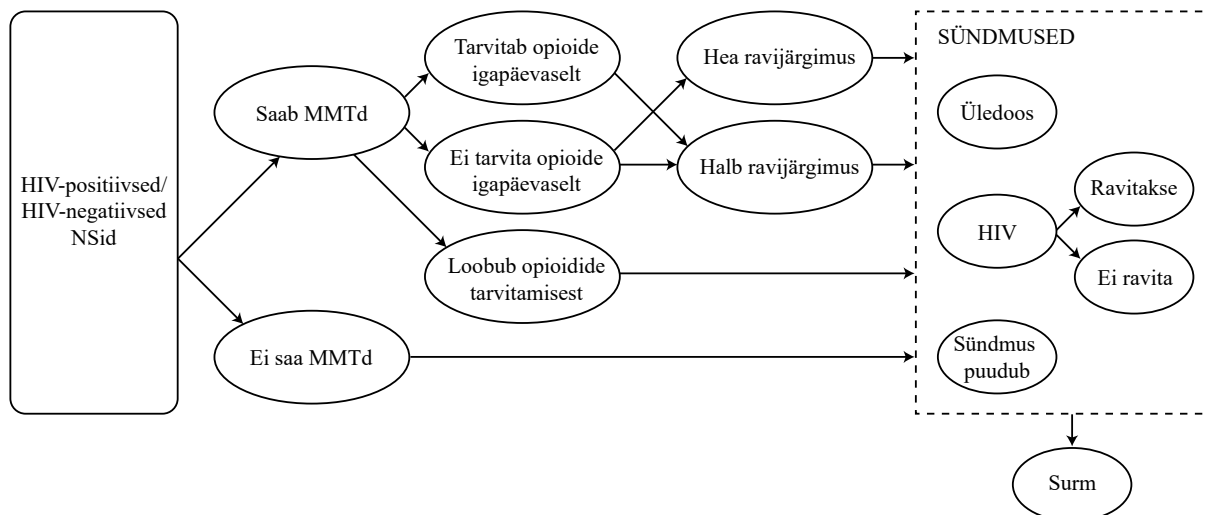 HIV-positiivsed/
HIV-negatiivsed
NSid
Saab MMTd
Ei saa MMTd
Tarvitab opioide
igapäevaselt
Ei tarvita opioide
igapäevaselt
Loobub opioidide
tarvitamisest
Hea ravijärgimus
Halb ravijärgimus
SÜNDMUSED
Üledoos
HIV
Ravitakse
Ei ravita
Sündmus
puudub
Surm